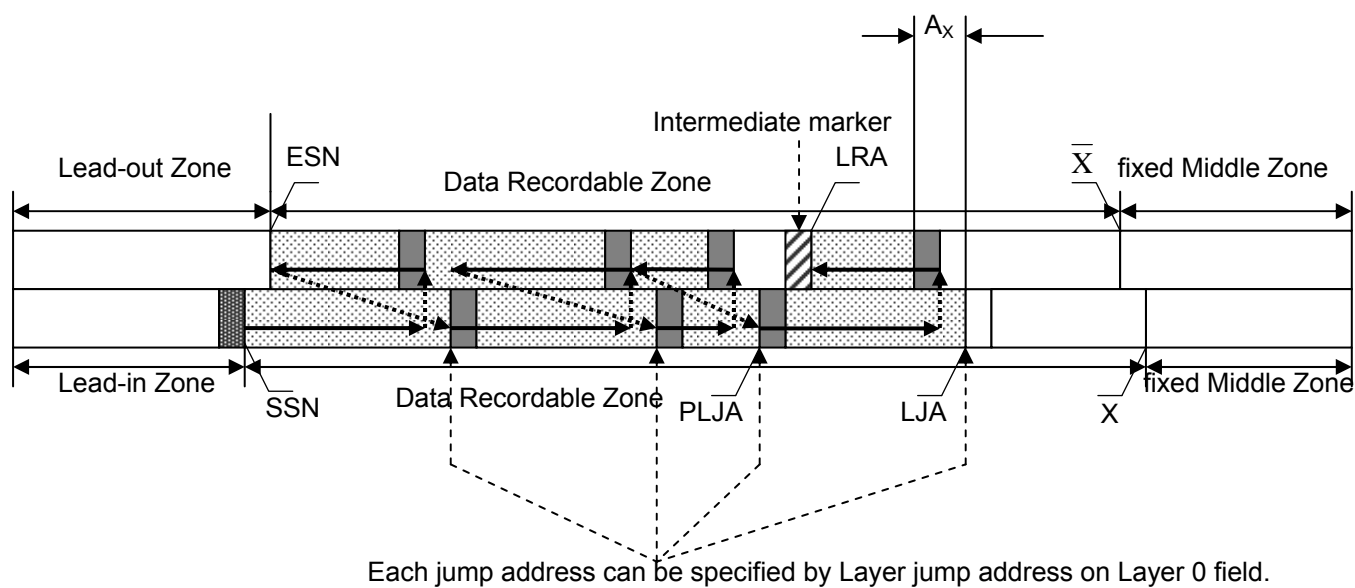 Aₓ
Intermediate marker
ESN
LRA
X̅
Lead-out Zone
Data Recordable Zone
fixed Middle Zone
Lead-in Zone
SSN
Data Recordable Zone
PLJA
LJA
X
fixed Middle Zone
Each jump address can be specified by Layer jump address on Layer 0 field.